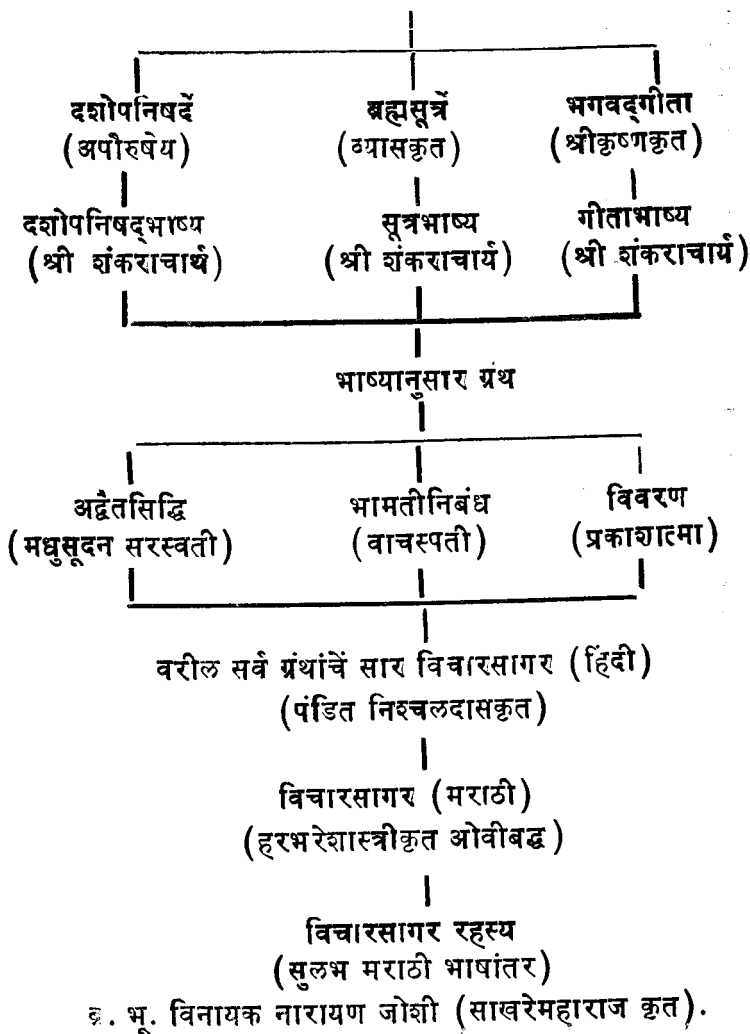 दशोपनिषदें ब्रह्मसूत्रें भगवद्‌गीता
(अपौरुषेय) (व्यासकृत) (श्रीकृष्णकृत)
दशोपनिषद्‌भाष्य सूत्रभाष्य गीताभाष्य
(श्री शंकराचार्य) (श्री शंकराचार्य) (श्री शंकराचार्य)
भाष्यानुसार ग्रंथ
अद्वैतसिद्धि भामतीनिबंध विवरण
(मधुसूदन सरस्वती) (वाचस्पती) (प्रकाशात्मा)
वरील सर्व ग्रंथांचें सार विचारसागर (हिंदी)
(पंडित निश्चलदासकृत)
विचारसागर (मराठी)
(हरभरेशास्त्रीकृत ओवीबद्ध)
विचारसागर रहस्य
(सुलभ मराठी भाषांतर)
ब्र. भू. विनायक नारायण जोशी (साखरेमहाराज कृत).